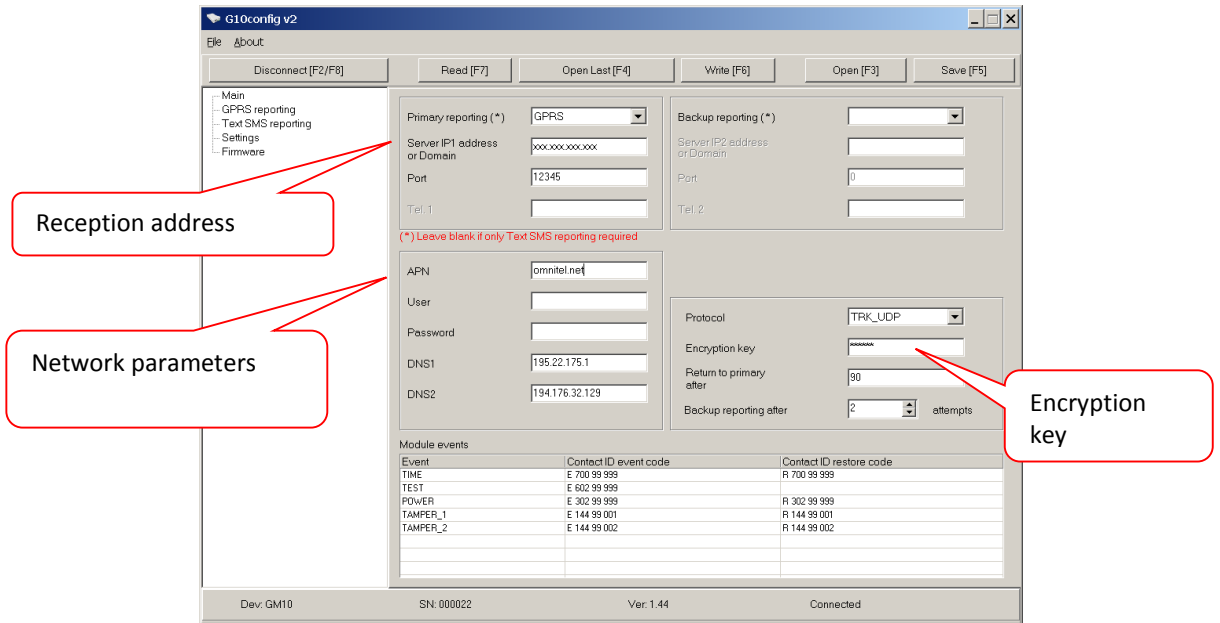 G10config v2
File About
Disconnect [F2/F8] Read [F7] Open Last [F4] Write [F6] Open [F3] Save [F5]
Main
GPRS reporting
Text SMS reporting
Settings
Firmware
Primary reporting (*) GPRS
Server IP1 address
or Domain
xxx.xxx.xxx.xxx
Port 12345
Tel. 1
Backup reporting (*)
Server IP2 address
or Domain
Port 0
Tel. 2
(*) Leave blank if only Text SMS reporting required
Reception address
APN omnitel.net
User
Password
DNS1 195.22.175.1
DNS2 194.176.32.129
Network parameters
Protocol TRK_UDP
Encryption key ******
Return to primary
after
90
Backup reporting after 2 attempts
Encryption
key
Module events
Event Contact ID event code Contact ID restore code
TIME E 700 99 999 R 700 99 999
TEST E 602 99 999
POWER E 302 99 999 R 302 99 999
TAMPER_1 E 144 99 001 R 144 99 001
TAMPER_2 E 144 99 002 R 144 99 002
Dev: GM10 SN: 000022 Ver: 1.44 Connected